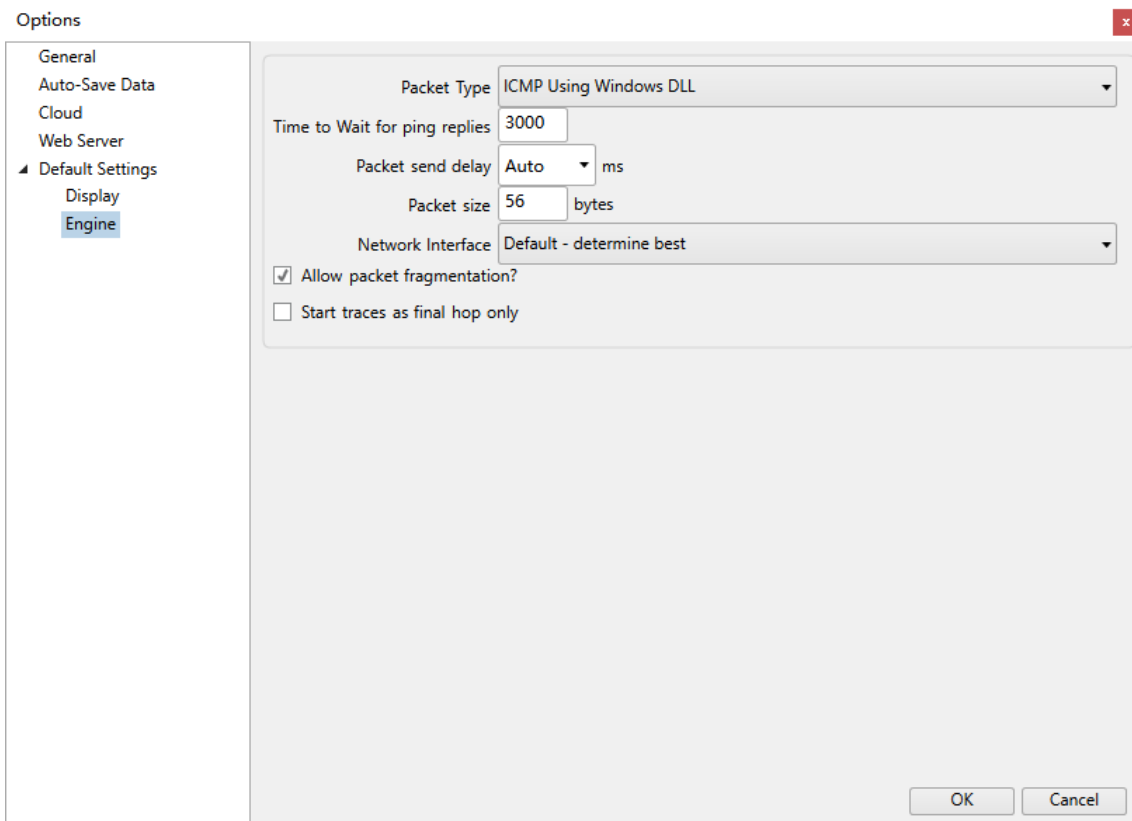 Options
x
General
Auto-Save Data
Cloud
Web Server
Default Settings
Display
Engine
Packet Type ICMP Using Windows DLL
Time to Wait for ping replies 3000
Packet send delay Auto ms
Packet size 56 bytes
Network Interface Default - determine best
Allow packet fragmentation?
Start traces as final hop only
OK Cancel